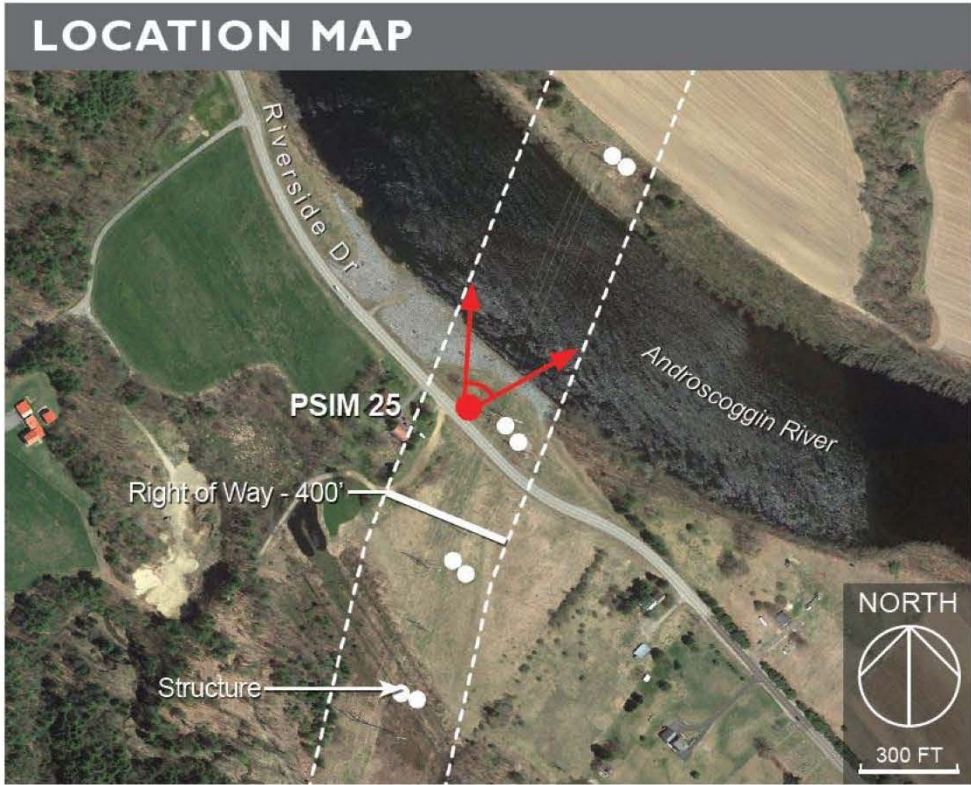 LOCATION MAP
Riverside Dr
PSIM 25
Androscoggin River
Right of Way - 400'
Structure
NORTH
300 FT